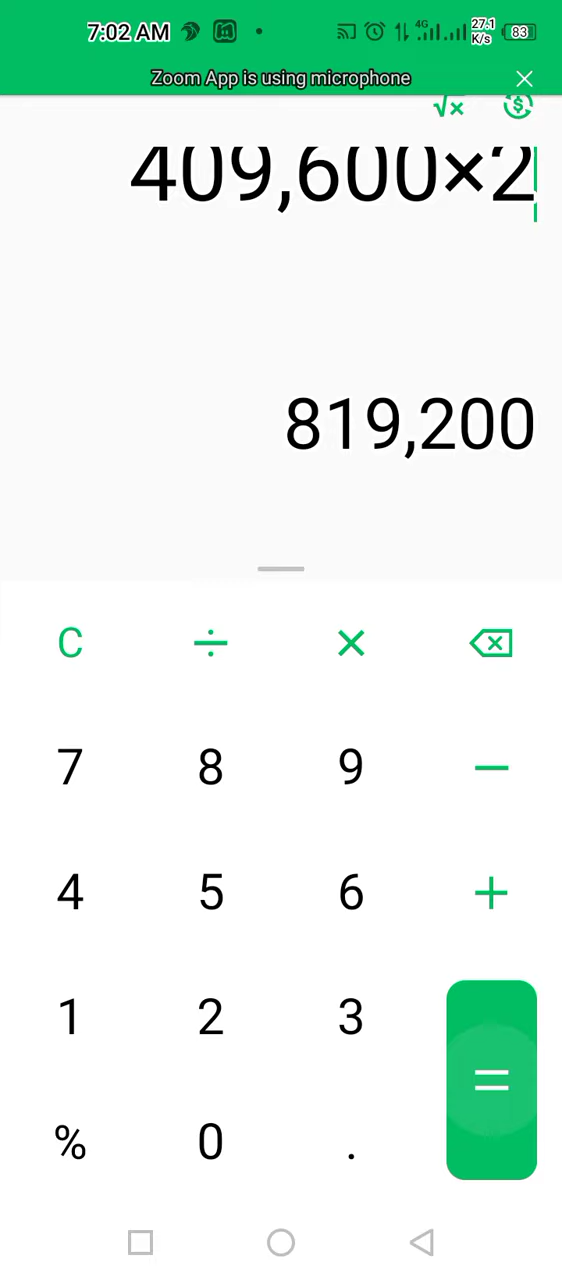 7:02 AM 4G 27.1 K/s 83
Zoom App is using microphone
√x $
409,600×2
819,200
C ÷ ×
7 8 9 −
4 5 6 +
1 2 3
% 0 . =